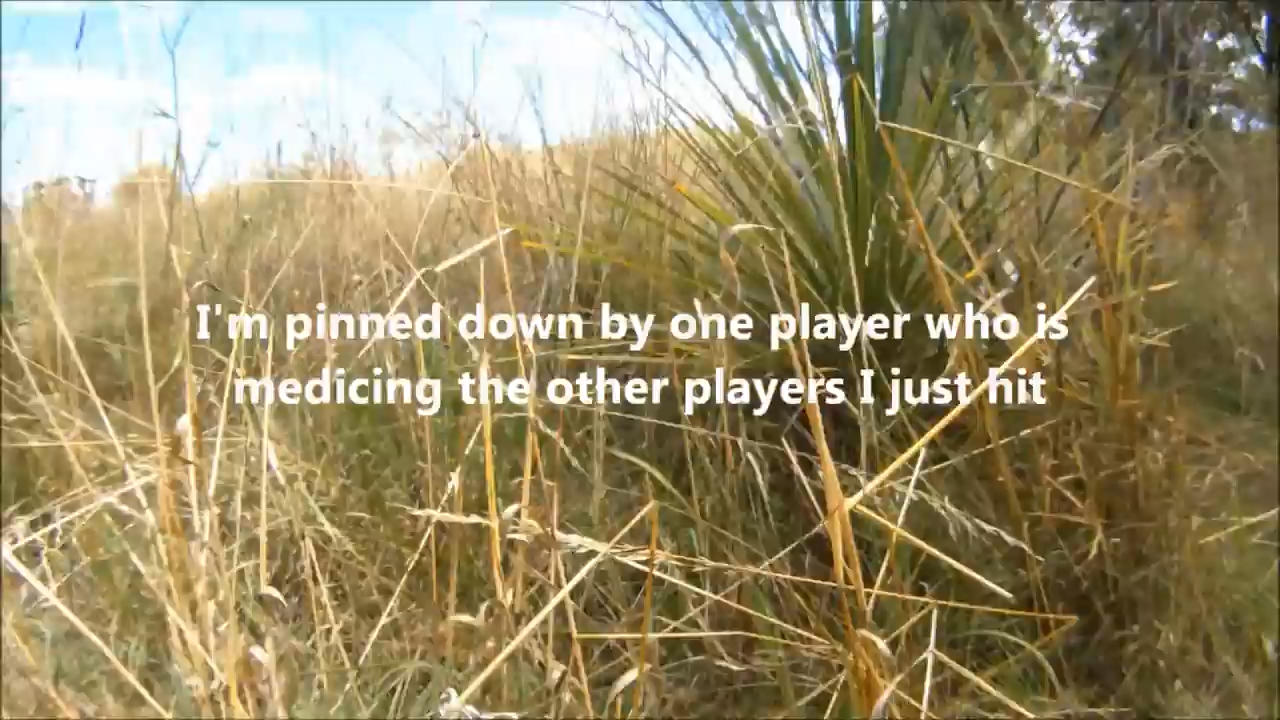 I'm pinned down by one player who is
medicing the other players I just hit